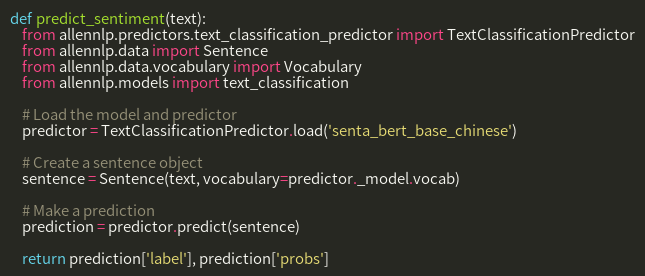 def predict_sentiment(text):
    from allennlp.predictors.text_classification_predictor import TextClassificationPredictor
    from allennlp.data import Sentence
    from allennlp.data.vocabulary import Vocabulary
    from allennlp.models import text_classification

    # Load the model and predictor
    predictor = TextClassificationPredictor.load('senta_bert_base_chinese')

    # Create a sentence object
    sentence = Sentence(text, vocabulary=predictor._model.vocab)

    # Make a prediction
    prediction = predictor.predict(sentence)

    return prediction['label'], prediction['probs']